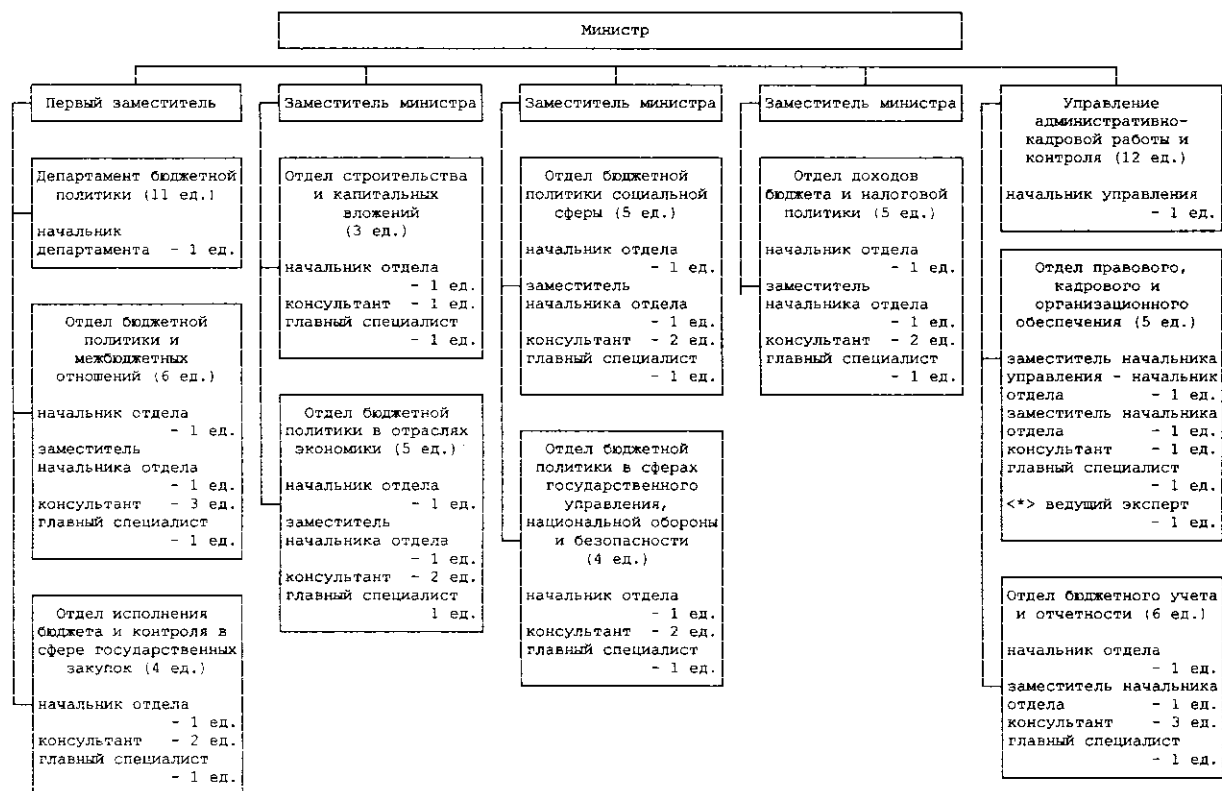 Министр
Первый заместитель
Департамент бюджетной
политики (11 ед.)
начальник
департамента - 1 ед.
Отдел бюджетной
политики и
межбюджетных
отношений (6 ед.)
начальник отдела
- 1 ед.
заместитель
начальника отдела
- 1 ед.
консультант - 3 ед.
главный специалист
- 1 ед.
Отдел исполнения
бюджета и контроля в
сфере государственных
закупок (4 ед.)
начальник отдела
- 1 ед.
консультант - 2 ед.
главный специалист
- 1 ед.
Заместитель министра
Отдел строительства
и капитальных
вложений
(3 ед.)
начальник отдела
- 1 ед.
консультант - 1 ед.
главный специалист
- 1 ед.
Отдел бюджетной
политики в отраслях
экономики (5 ед.)
начальник отдела
- 1 ед.
заместитель
начальника отдела
- 1 ед.
консультант - 2 ед.
главный специалист
1 ед.
Заместитель министра
Отдел бюджетной
политики социальной
сферы (5 ед.)
начальник отдела
- 1 ед.
заместитель
начальника отдела
- 1 ед.
консультант - 2 ед.
главный специалист
- 1 ед.
Отдел бюджетной
политики в сферах
государственного
управления,
национальной обороны
и безопасности
(4 ед.)
начальник отдела
- 1 ед.
консультант - 2 ед.
главный специалист
- 1 ед.
Заместитель министра
Отдел доходов
бюджета и налоговой
политики (5 ед.)
начальник отдела
- 1 ед.
заместитель
начальника отдела
- 1 ед.
консультант - 2 ед.
главный специалист
- 1 ед.
Управление
административно-
кадровой работы и
контроля (12 ед.)
начальник управления
- 1 ед.
Отдел правового,
кадрового и
организационного
обеспечения (5 ед.)
заместитель начальника
управления - начальник
отдела - 1 ед.
заместитель начальника
отдела - 1 ед.
консультант - 1 ед.
главный специалист
- 1 ед.
<*> ведущий эксперт
- 1 ед.
Отдел бюджетного учета
и отчетности (6 ед.)
начальник отдела
- 1 ед.
заместитель начальника
отдела - 1 ед.
консультант - 3 ед.
главный специалист
- 1 ед.